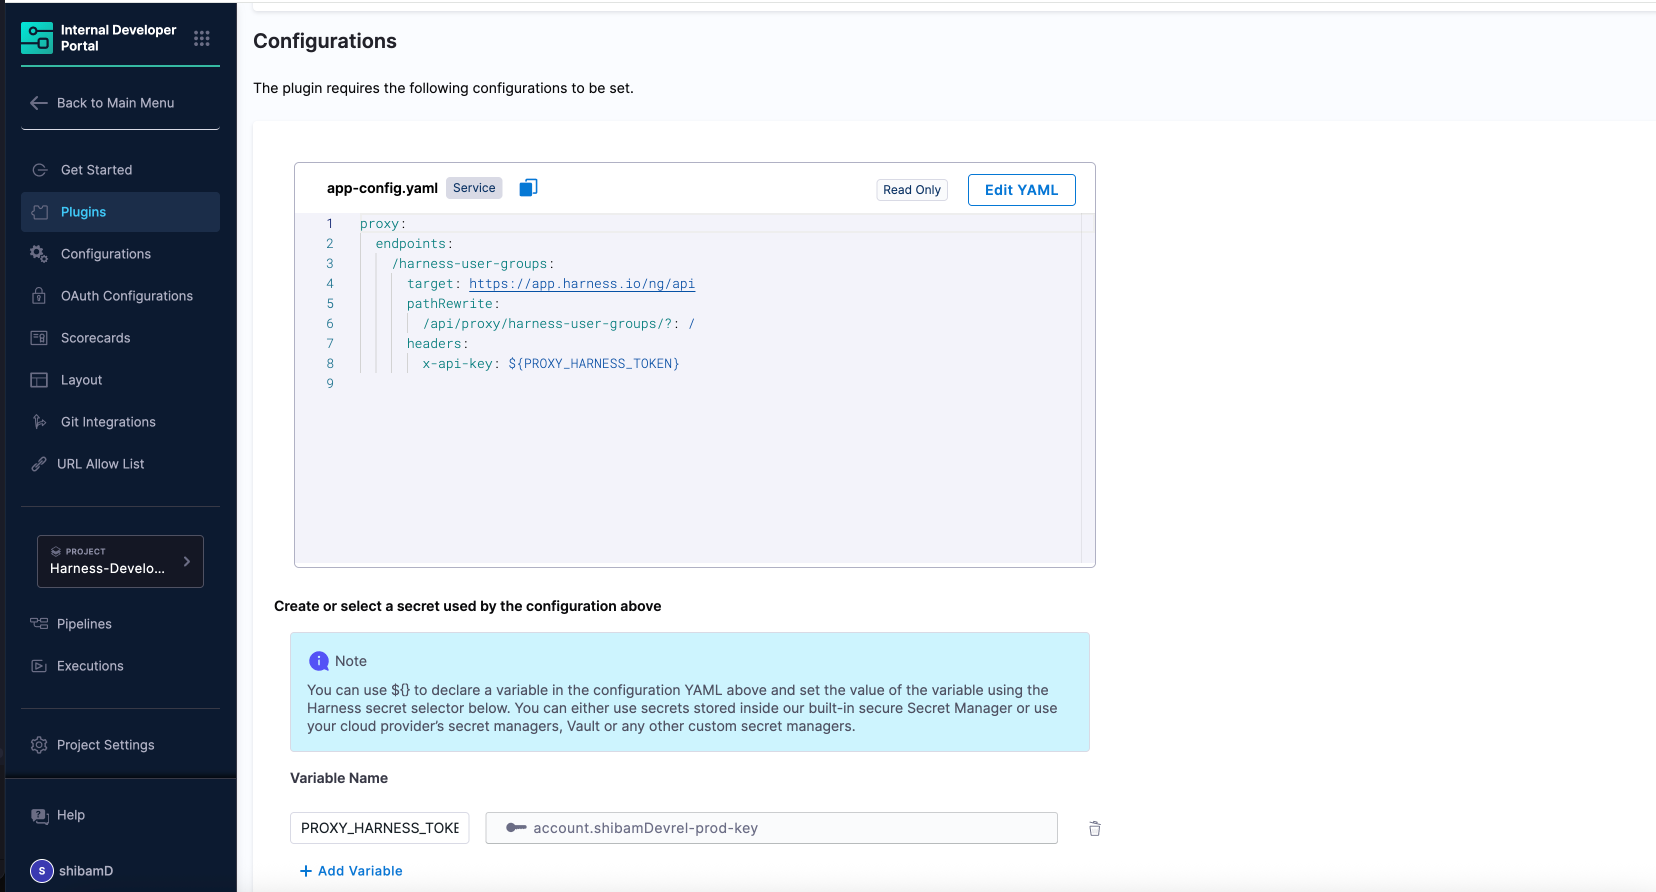 Internal Developer
Portal
Back to Main Menu
Get Started
Plugins
Configurations
OAuth Configurations
Scorecards
Layout
Git Integrations
URL Allow List
PROJECT
Harness-Develo...
Pipelines
Executions
Project Settings
Help
S shibamD
Configurations
The plugin requires the following configurations to be set.
app-config.yaml Service Read Only Edit YAML
1 proxy:
2 endpoints:
3 /harness-user-groups:
4 target: https://app.harness.io/ng/api
5 pathRewrite:
6 /api/proxy/harness-user-groups/?: /
7 headers:
8 x-api-key: ${PROXY_HARNESS_TOKEN}
9
Create or select a secret used by the configuration above
Note
You can use ${} to declare a variable in the configuration YAML above and set the value of the variable using the
Harness secret selector below. You can either use secrets stored inside our built-in secure Secret Manager or use
your cloud provider’s secret managers, Vault or any other custom secret managers.
Variable Name
PROXY_HARNESS_TOKE account.shibamDevrel-prod-key
+ Add Variable